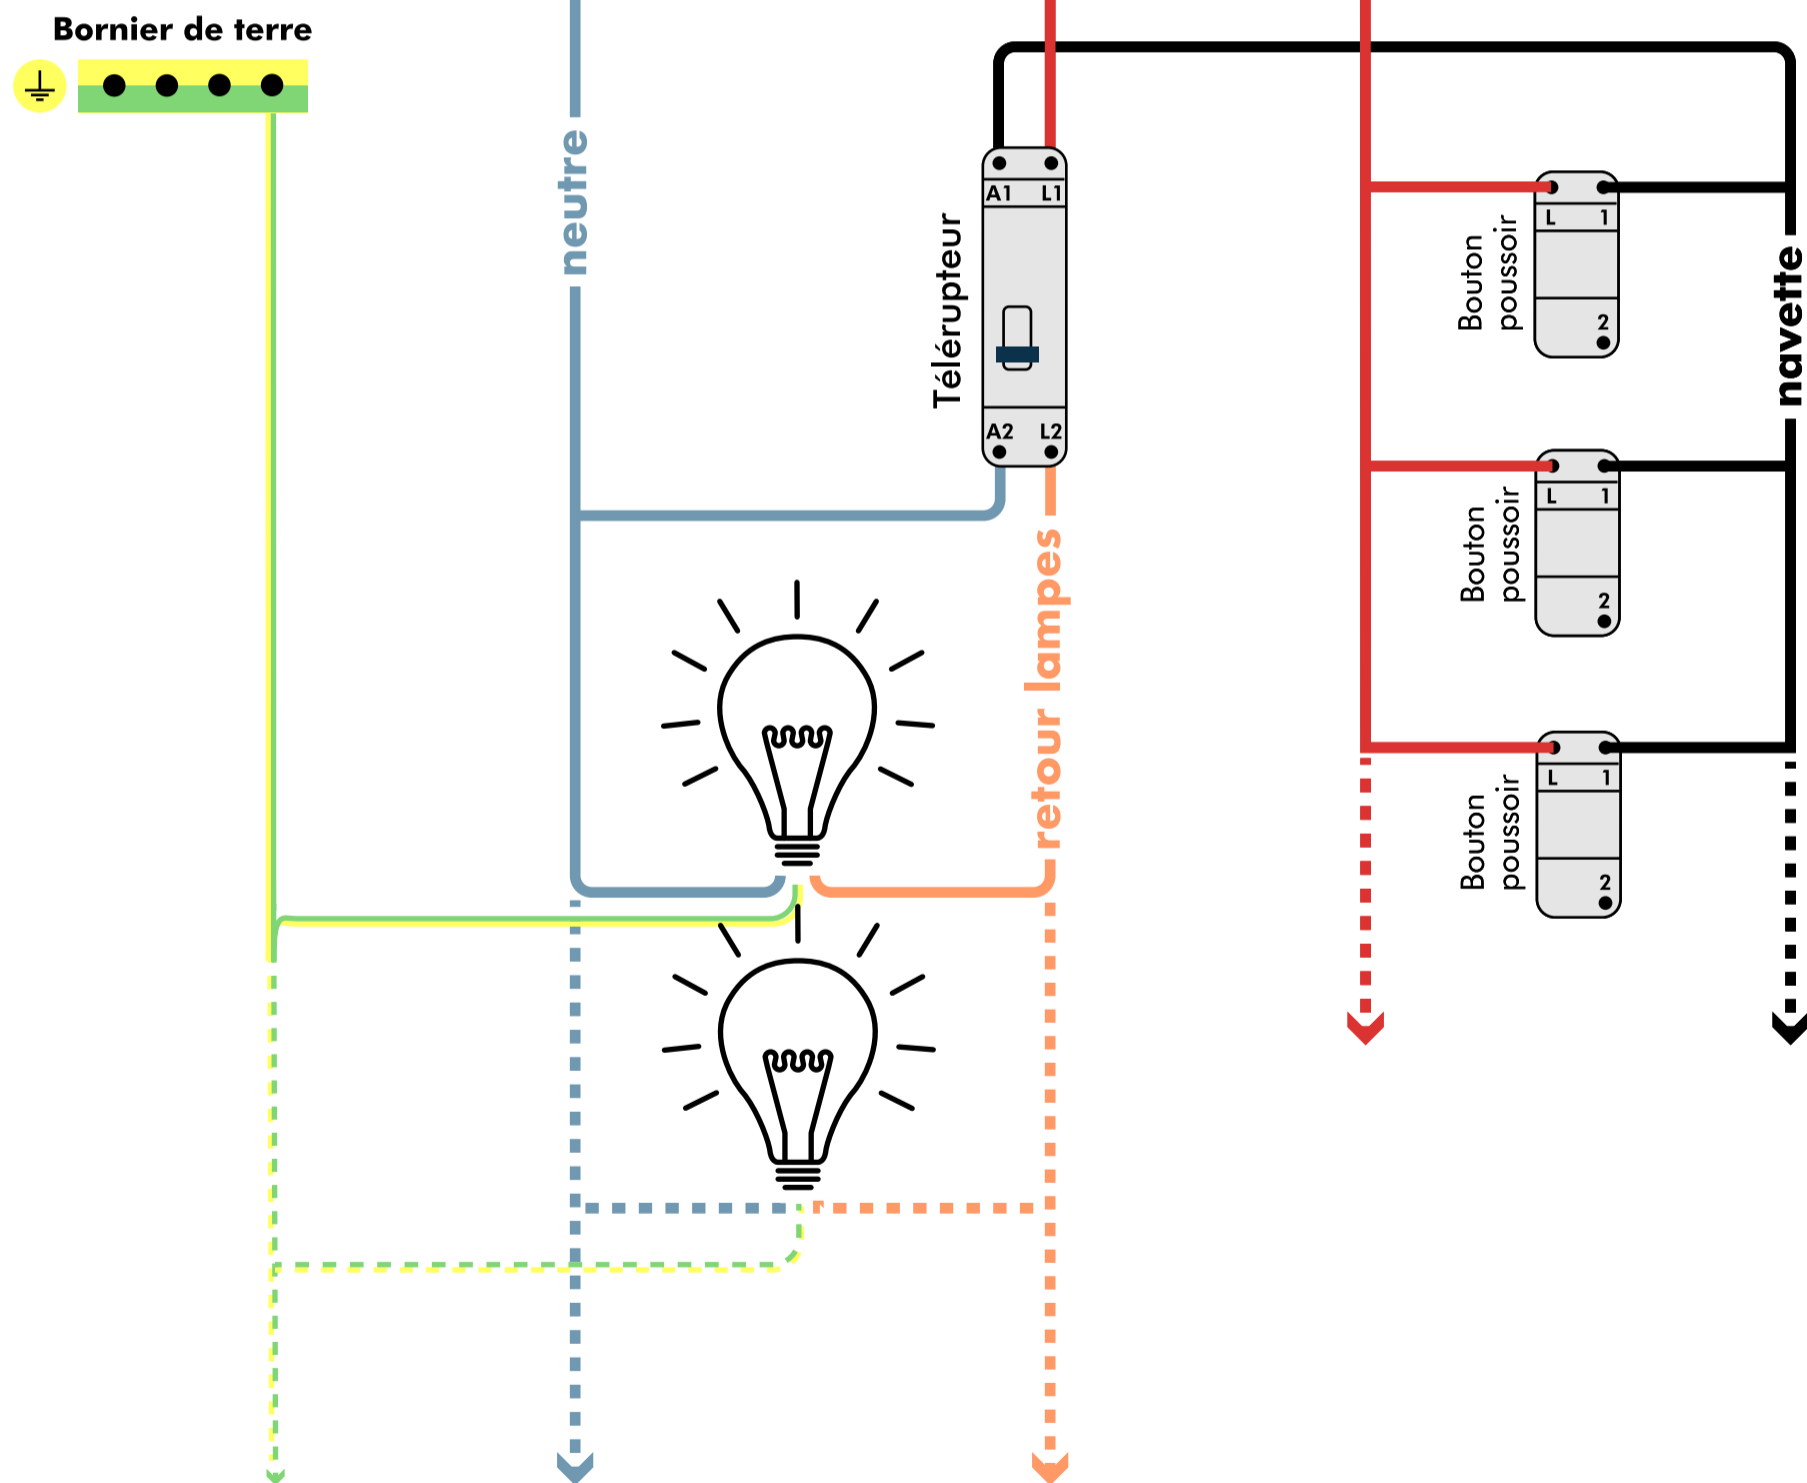 Bornier de terre
neutre
Télérupteur
A1 L1
A2 L2
retour lampes
Bouton
poussoir
L 1
2
Bouton
poussoir
L 1
2
Bouton
poussoir
L 1
2
navette